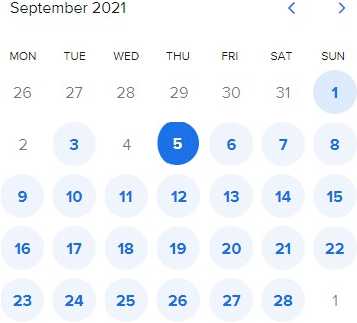 September 2021
MON TUE WED THU FRI SAT SUN
26 27 28 29 30 31 1
2 3 4 5 6 7 8
9 10 11 12 13 14 15
16 17 18 19 20 21 22
23 24 25 26 27 28 1